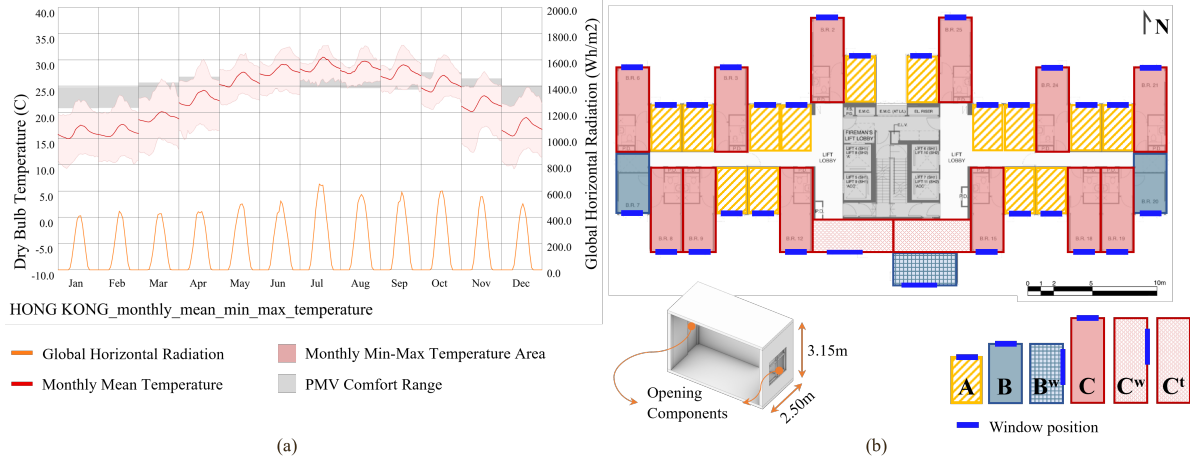 (a)
40.0
35.0
30.0
25.0
20.0
15.0
10.0
5.0
0.0
-5.0
-10.0
Dry Bulb Temperature (C)
2000.0
1800.0
1600.0
1400.0
1200.0
1000.0
800.0
600.0
400.0
200.0
0.0
Global Horizontal Radiation (Wh/m2)
Jan Feb Mar Apr May Jun Jul Aug Sep Oct Nov Dec
HONG KONG_monthly_mean_min_max_temperature
Global Horizontal Radiation
Monthly Min-Max Temperature Area
Monthly Mean Temperature
PMV Comfort Range
(a)
(b)
N
LIFT
LOBBY
FIREMAN'S
LIFT LOBBY
LIFT
LOBBY
0 1 2 5 10m
3.15m
2.50m
Opening
Components
A B Bw C Cw Ct
Window position
(b)